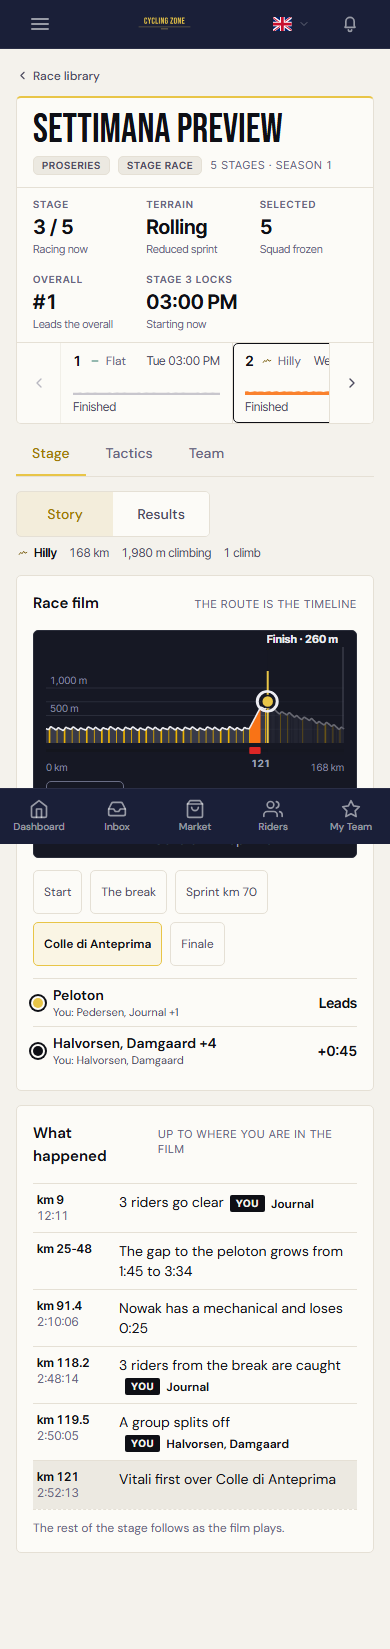 CYCLING ZONE
Race library
SETTIMANA PREVIEW
PROSERIES STAGE RACE 5 STAGES · SEASON 1
STAGE TERRAIN SELECTED
3 / 5 Rolling 5
Racing now Reduced sprint Squad frozen
OVERALL STAGE 3 LOCKS
#1 03:00 PM
Leads the overall Starting now
1 Flat Tue 03:00 PM 2 Hilly We
Finished Finished
Stage Tactics Team
Story Results
Hilly 168 km 1,980 m climbing 1 climb
Race film THE ROUTE IS THE TIMELINE
Finish · 260 m
1,000 m
500 m
121
0 km 168 km
Dashboard Inbox Market Riders My Team
Start The break Sprint km 70
Colle di Anteprima Finale
Peloton Leads
You: Pedersen, Journal +1
Halvorsen, Damgaard +4 +0:45
You: Halvorsen, Damgaard
What happened UP TO WHERE YOU ARE IN THE FILM
km 9 3 riders go clear YOU Journal
12:11
km 25-48 The gap to the peloton grows from
1:45 to 3:34
km 91.4 Nowak has a mechanical and loses
2:10:06 0:25
km 118.2 3 riders from the break are caught
2:48:14 YOU Journal
km 119.5 A group splits off
2:50:05 YOU Halvorsen, Damgaard
km 121 Vitali first over Colle di Anteprima
2:52:13
The rest of the stage follows as the film plays.